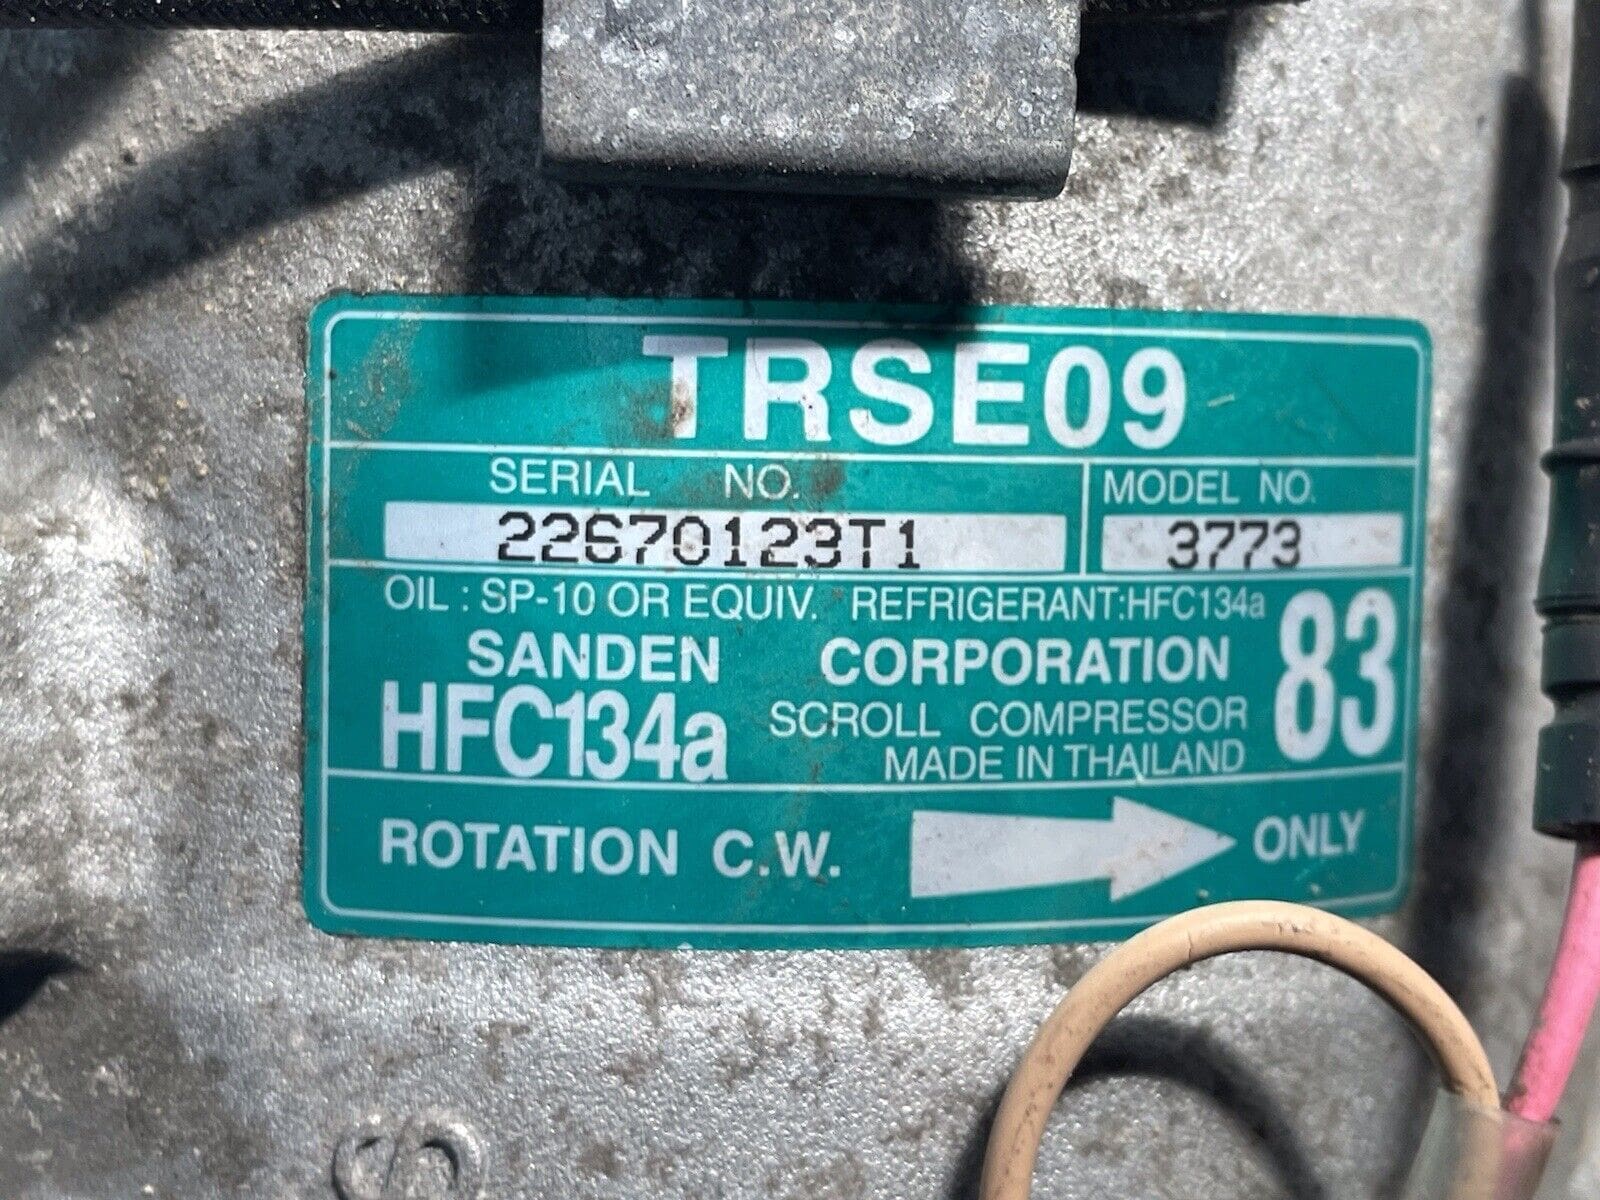 TRSE09
SERIAL NO. MODEL NO.
22670123T1 3773
OIL : SP-10 OR EQUIV. REFRIGERANT:HFC134a
SANDEN CORPORATION 83
HFC134a SCROLL COMPRESSOR
MADE IN THAILAND
ROTATION C.W. ONLY